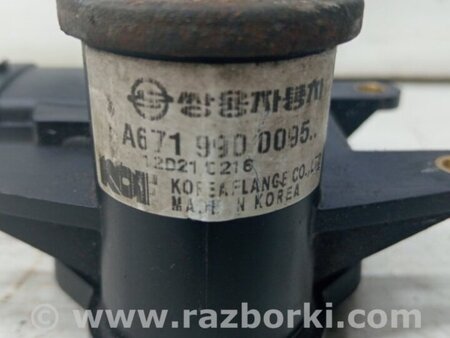 쌍용자동차
A671 990 0095..
12D21 0216
KOREA FLANGE CO., LTD
MADE IN KOREA
© www.razborki.com